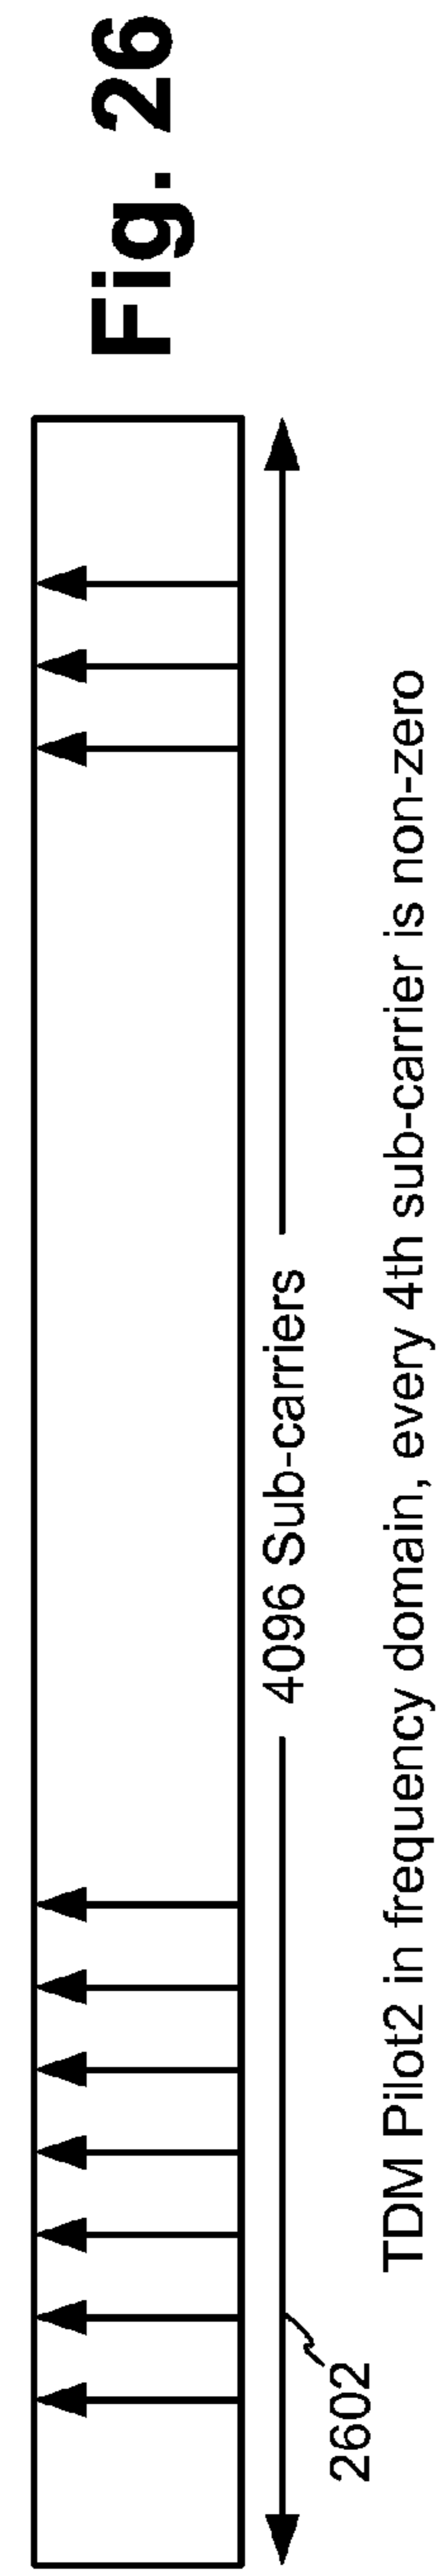 4096 Sub-carriers
2602
TDM Pilot2 in frequency domain, every 4th sub-carrier is non-zero
Fig. 26